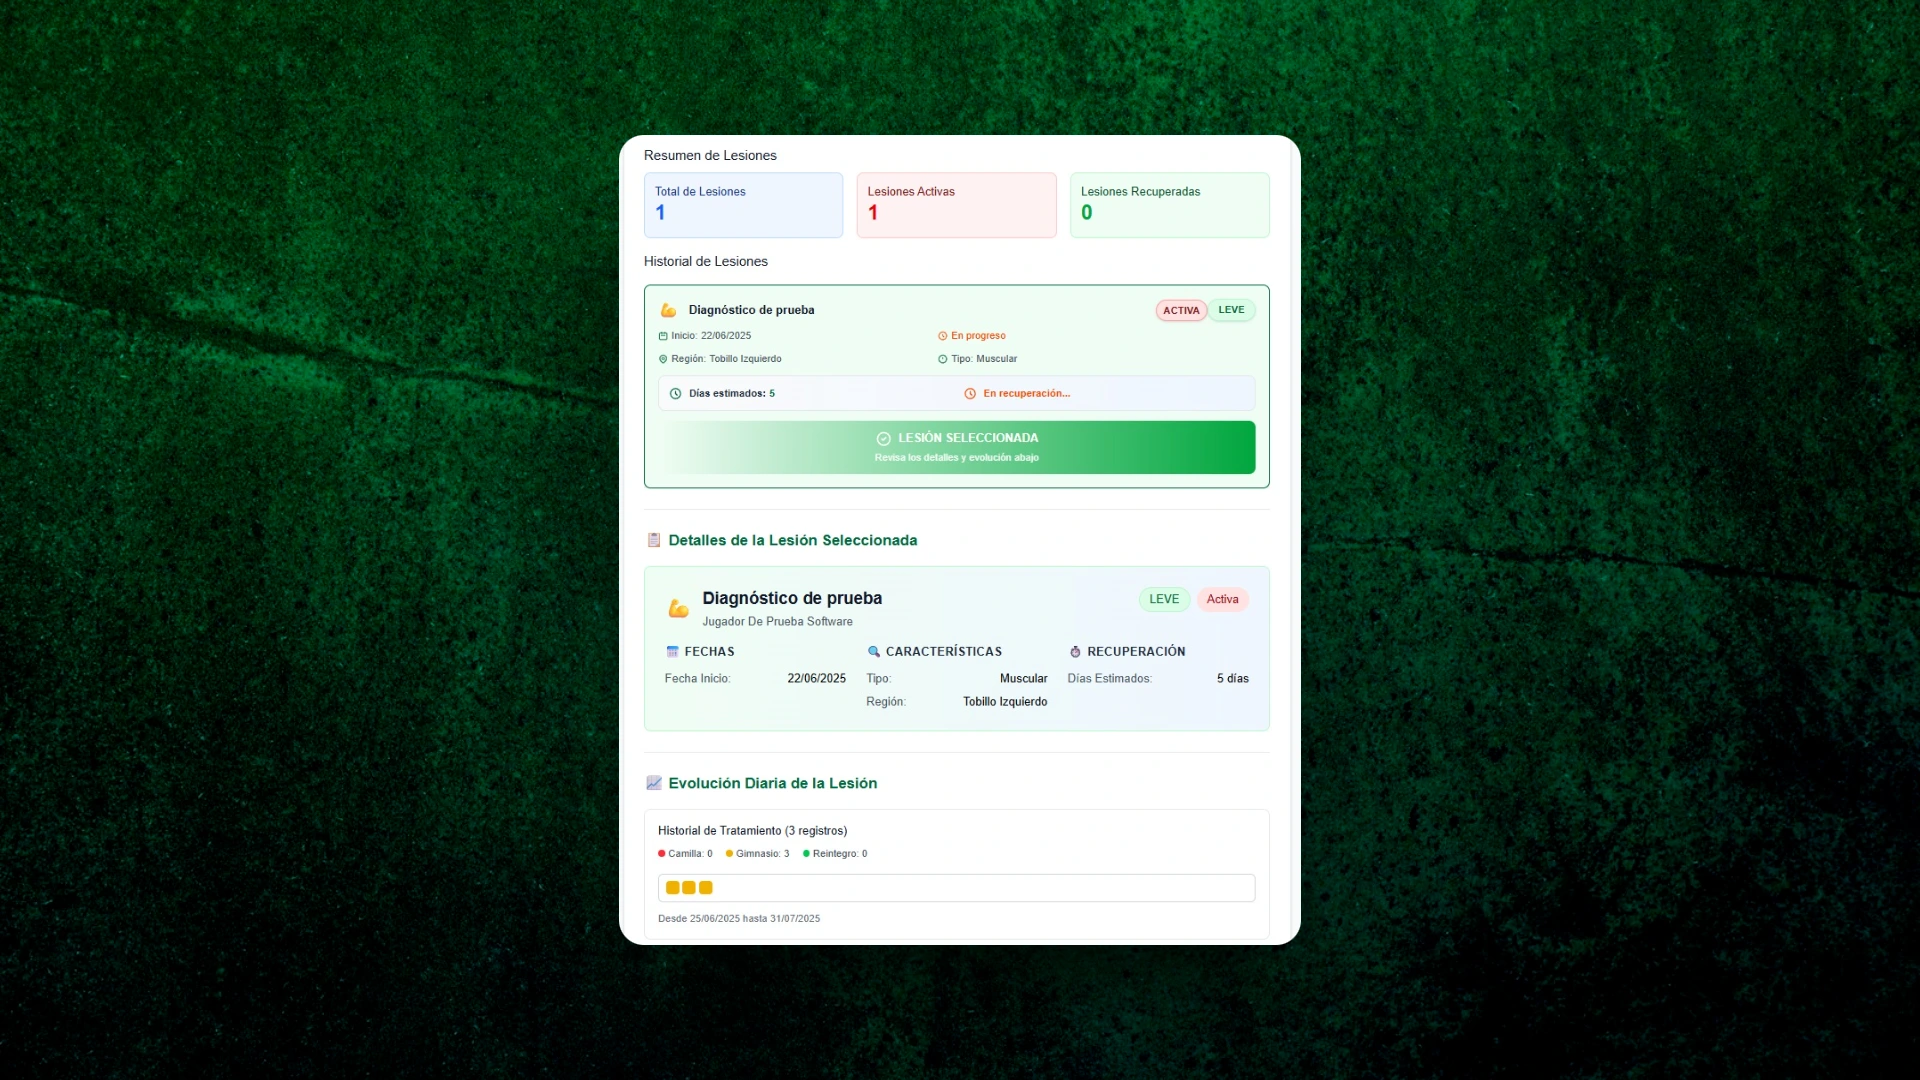 Resumen de Lesiones
Total de Lesiones
1
Lesiones Activas
1
Lesiones Recuperadas
0
Historial de Lesiones
Diagnóstico de prueba
ACTIVA
LEVE
Inicio: 22/06/2025
En progreso
Región: Tobillo Izquierdo
Tipo: Muscular
Días estimados: 5
En recuperación...
LESIÓN SELECCIONADA
Revisa los detalles y evolución abajo
Detalles de la Lesión Seleccionada
Diagnóstico de prueba
LEVE
Activa
Jugador De Prueba Software
FECHAS
Fecha Inicio: 22/06/2025
CARACTERÍSTICAS
Tipo: Muscular
Región: Tobillo Izquierdo
RECUPERACIÓN
Días Estimados: 5 días
Evolución Diaria de la Lesión
Historial de Tratamiento (3 registros)
Camilla: 0 Gimnasio: 3 Reintegro: 0
Desde 25/06/2025 hasta 31/07/2025